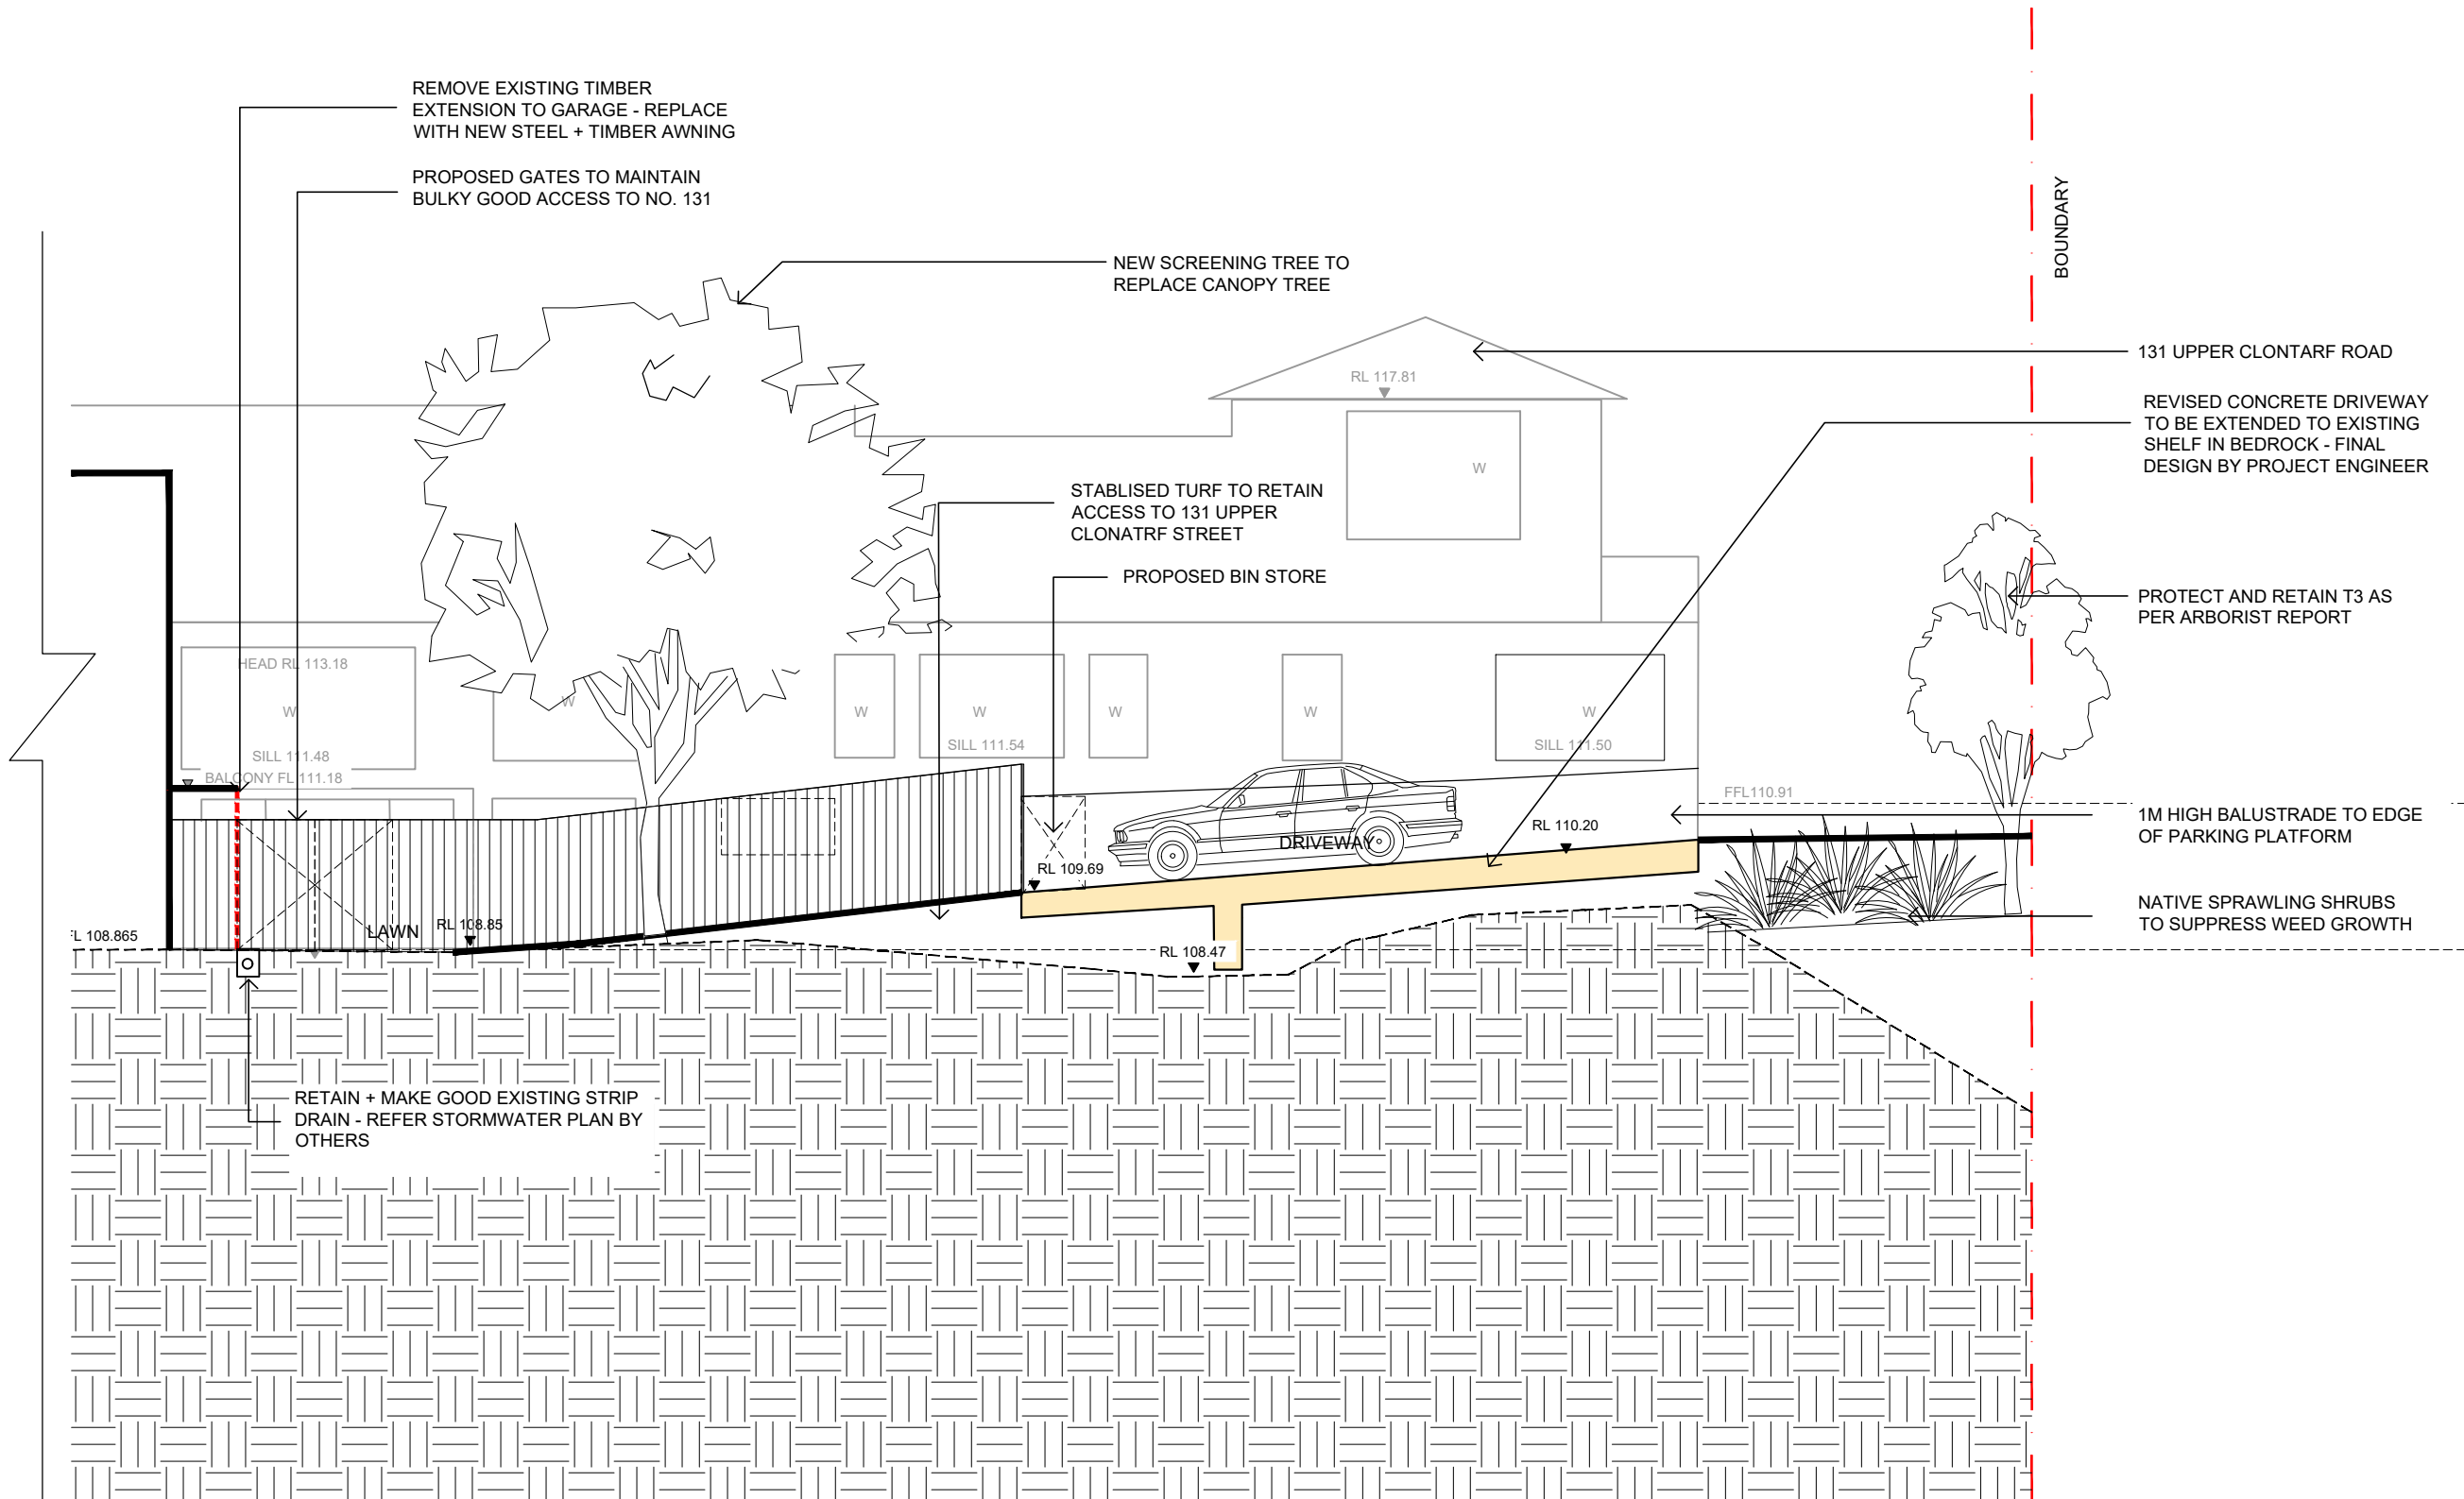 REMOVE EXISTING TIMBER
EXTENSION TO GARAGE - REPLACE
WITH NEW STEEL + TIMBER AWNING
PROPOSED GATES TO MAINTAIN
BULKY GOOD ACCESS TO NO. 131
NEW SCREENING TREE TO
REPLACE CANOPY TREE
BOUNDARY
131 UPPER CLONTARF ROAD
RL 117.81
REVISED CONCRETE DRIVEWAY
TO BE EXTENDED TO EXISTING
SHELF IN BEDROCK - FINAL
DESIGN BY PROJECT ENGINEER
W
STABLISED TURF TO RETAIN
ACCESS TO 131 UPPER
CLONATRF STREET
PROPOSED BIN STORE
PROTECT AND RETAIN T3 AS
PER ARBORIST REPORT
HEAD RL 113.18
W
W
W
W
W
W
W
SILL 111.48
SILL 111.54
SILL 111.50
BALCONY FL 111.18
FFL110.91
1M HIGH BALUSTRADE TO EDGE
OF PARKING PLATFORM
RL 110.20
DRIVEWAY
RL 109.69
NATIVE SPRAWLING SHRUBS
TO SUPPRESS WEED GROWTH
FL 108.865
LAWN
RL 108.85
RL 108.47
RETAIN + MAKE GOOD EXISTING STRIP
DRAIN - REFER STORMWATER PLAN BY
OTHERS